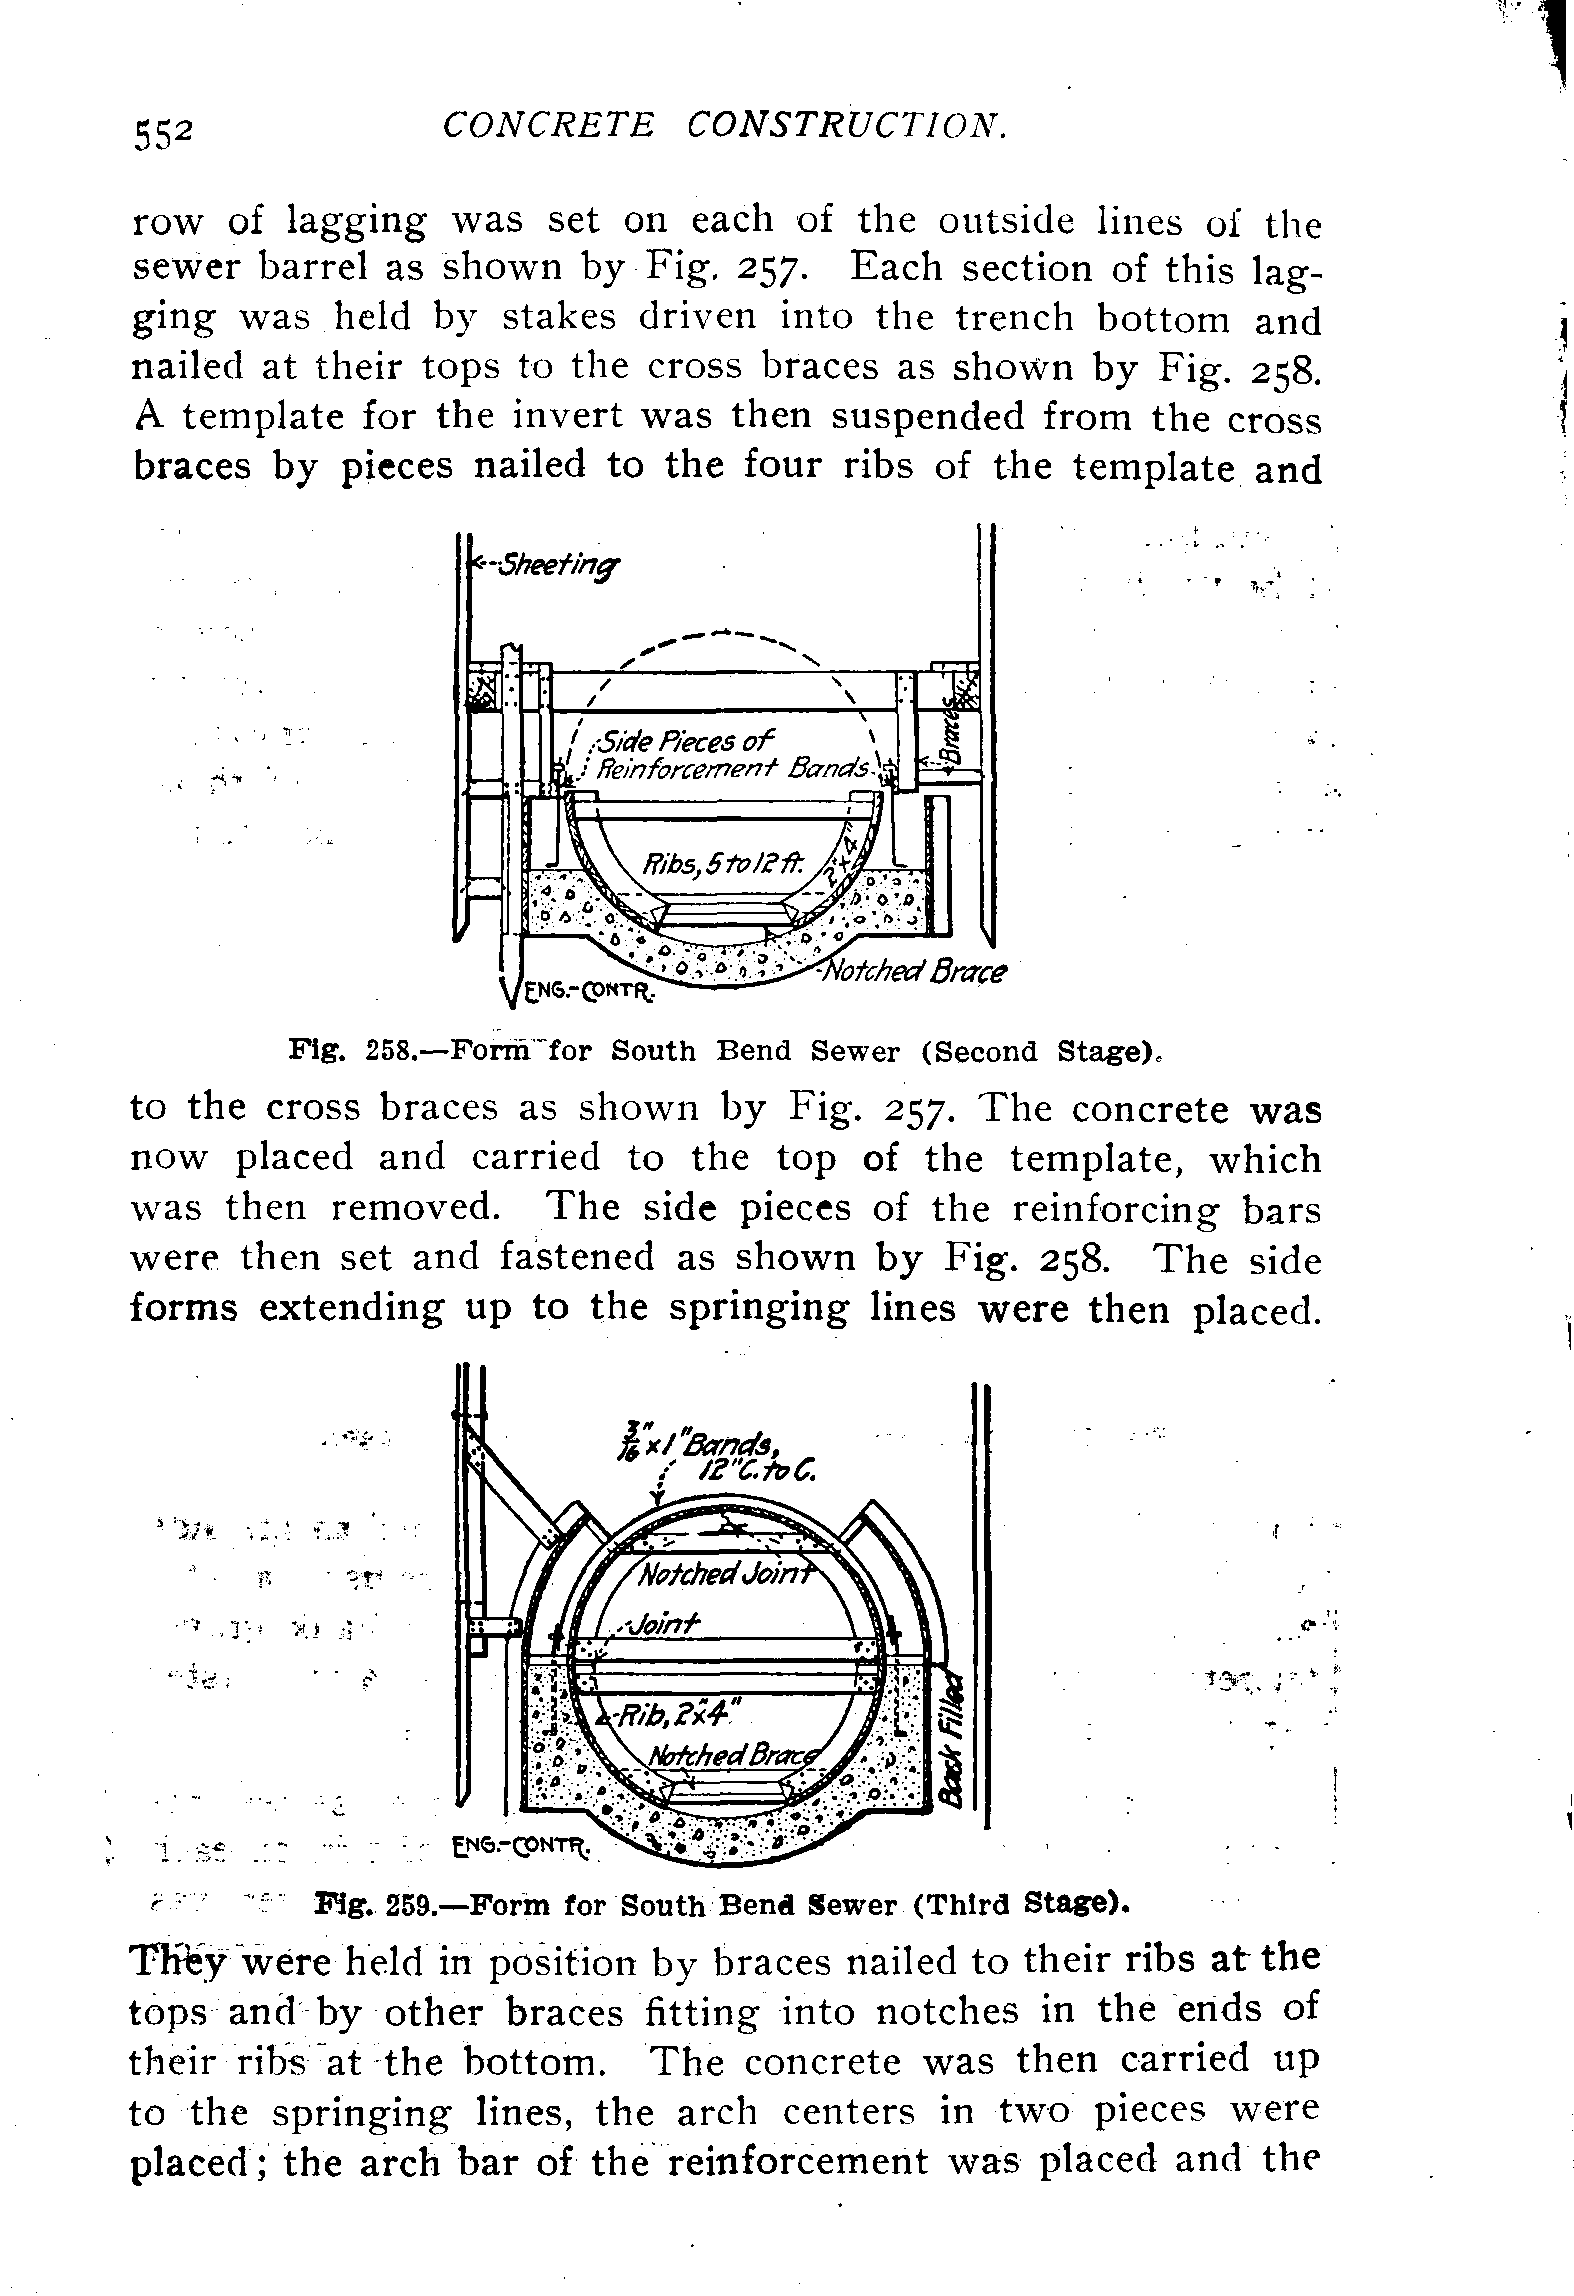 552 CONCRETE CONSTRUCTION.
row of lagging was set on each of the outside lines of the
sewer barrel as shown by Fig. 257. Each section of this lag-
ging was held by stakes driven into the trench bottom and
nailed at their tops to the cross braces as shown by Fig. 258.
A template for the invert was then suspended from the cross
braces by pieces nailed to the four ribs of the template and
Sheeting
Side Pieces of
Reinforcement Bands
Braces
Ribs, 5 to 12 ft.
2"x4"
Notched Brace
ENG.-CONTR.
Fig. 258.—Form for South Bend Sewer (Second Stage).
to the cross braces as shown by Fig. 257. The concrete was
now placed and carried to the top of the template, which
was then removed. The side pieces of the reinforcing bars
were then set and fastened as shown by Fig. 258. The side
forms extending up to the springing lines were then placed.
3/16"x1" Bands,
12" C. to C.
Notched Joint
Joint
Rib, 2"x4"
Notched Brace
Back Filled
ENG.-CONTR.
Fig. 259.—Form for South Bend Sewer (Third Stage).
They were held in position by braces nailed to their ribs at the
tops and by other braces fitting into notches in the ends of
their ribs at the bottom. The concrete was then carried up
to the springing lines, the arch centers in two pieces were
placed; the arch bar of the reinforcement was placed and the